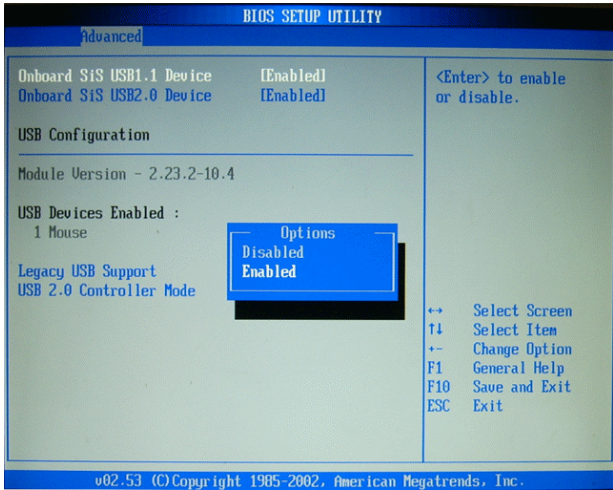 BIOS SETUP UTILITY
Advanced
Onboard SiS USB1.1 Device [Enabled]
Onboard SiS USB2.0 Device [Enabled]
USB Configuration
Module Version - 2.23.2-10.4
USB Devices Enabled :
1 Mouse
Legacy USB Support
USB 2.0 Controller Mode
Options
Disabled
Enabled
<Enter> to enable
or disable.
↔ Select Screen
↑↓ Select Item
+- Change Option
F1 General Help
F10 Save and Exit
ESC Exit
v02.53 (C)Copyright 1985-2002, American Megatrends, Inc.